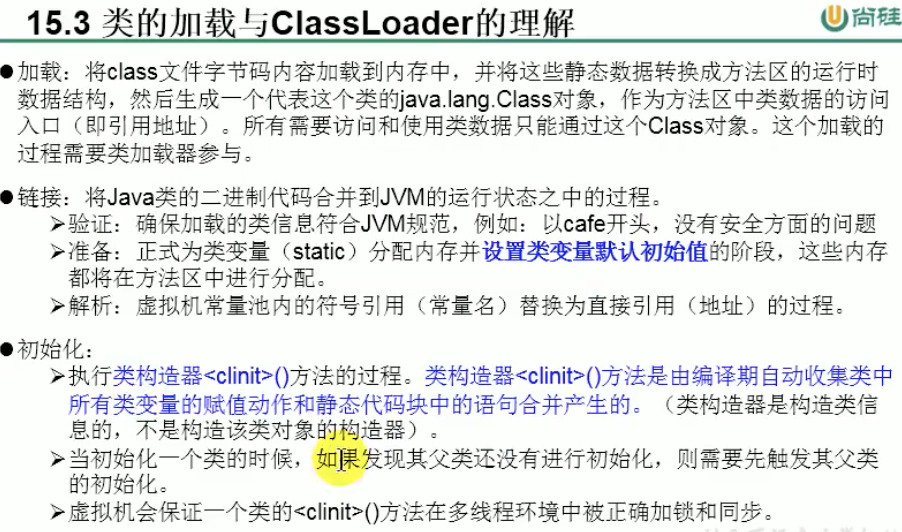 15.3 类的加载与ClassLoader的理解
尚硅
●加载：将class文件字节码内容加载到内存中，并将这些静态数据转换成方法区的运行时
数据结构，然后生成一个代表这个类的java.lang.Class对象，作为方法区中类数据的访问
入口（即引用地址）。所有需要访问和使用类数据只能通过这个Class对象。这个加载的
过程需要类加载器参与。
●链接：将Java类的二进制代码合并到JVM的运行状态之中的过程。
➢验证：确保加载的类信息符合JVM规范，例如：以cafe开头，没有安全方面的问题
➢准备：正式为类变量（static）分配内存并设置类变量默认初始值的阶段，这些内存
都将在方法区中进行分配。
➢解析：虚拟机常量池内的符号引用（常量名）替换为直接引用（地址）的过程。
●初始化：
➢执行类构造器<clinit>()方法的过程。类构造器<clinit>()方法是由编译期自动收集类中
所有类变量的赋值动作和静态代码块中的语句合并产生的。（类构造器是构造类信
息的，不是构造该类对象的构造器）。
➢当初始化一个类的时候，如果发现其父类还没有进行初始化，则需要先触发其父类
的初始化。
➢虚拟机会保证一个类的<clinit>()方法在多线程环境中被正确加锁和同步。